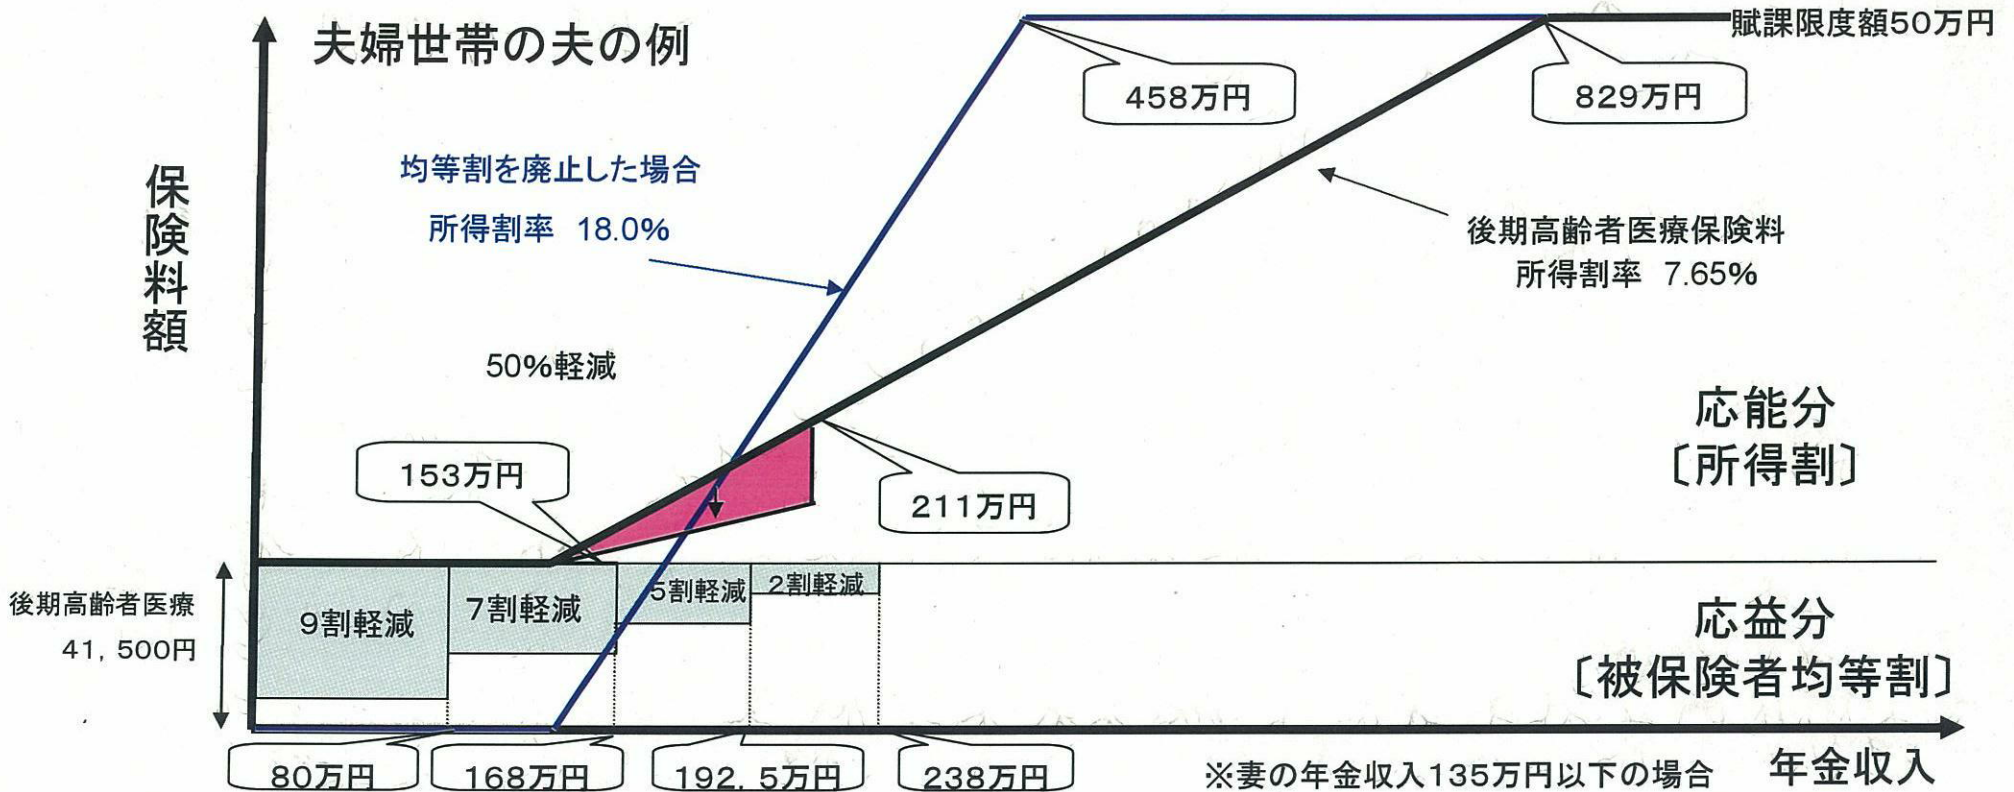 夫婦世帯の夫の例
賦課限度額50万円
458万円
829万円
保険料額
均等割を廃止した場合
所得割率 18.0%
後期高齢者医療保険料
所得割率 7.65%
50%軽減
153万円
211万円
応能分
〔所得割〕
後期高齢者医療
41,500円
9割軽減
7割軽減
5割軽減
2割軽減
応益分
〔被保険者均等割〕
80万円
168万円
192.5万円
238万円
※妻の年金収入135万円以下の場合
年金収入